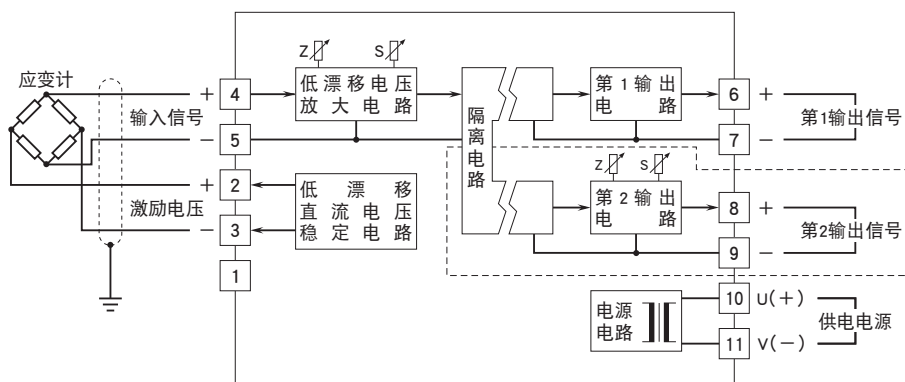 应变计
输入信号
激励电压
+ 4
− 5
+ 2
− 3
1
Z S
低漂移电压
放大电路
低漂移
直流电压
稳定电路
隔离电路
第1输出
电路
Z S
第2输出
电路
6 +
7 −
第1输出信号
8 +
9 −
第2输出信号
电源
电路
10 U(+)
11 V(−)
供电电源